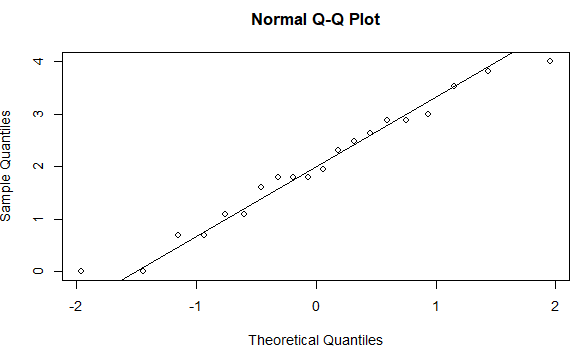 Normal Q-Q Plot
Sample Quantiles
4
3
2
1
0
-2 -1 0 1 2
Theoretical Quantiles